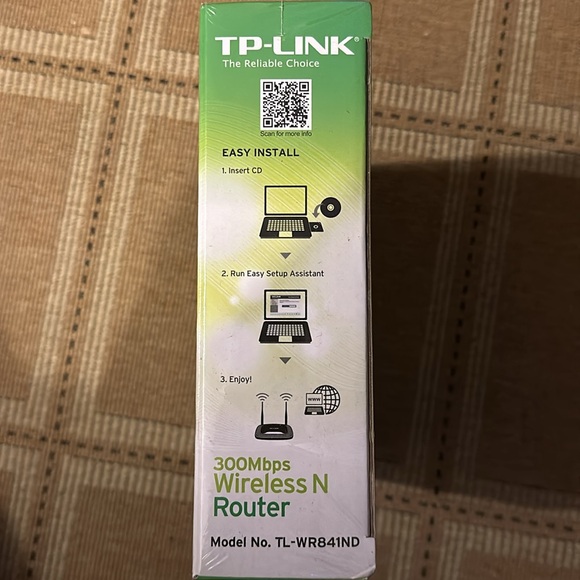 TP-LINK®
The Reliable Choice
Scan for more info
EASY INSTALL
1. Insert CD
2. Run Easy Setup Assistant
3. Enjoy!
www
300Mbps
Wireless N
Router
Model No. TL-WR841ND